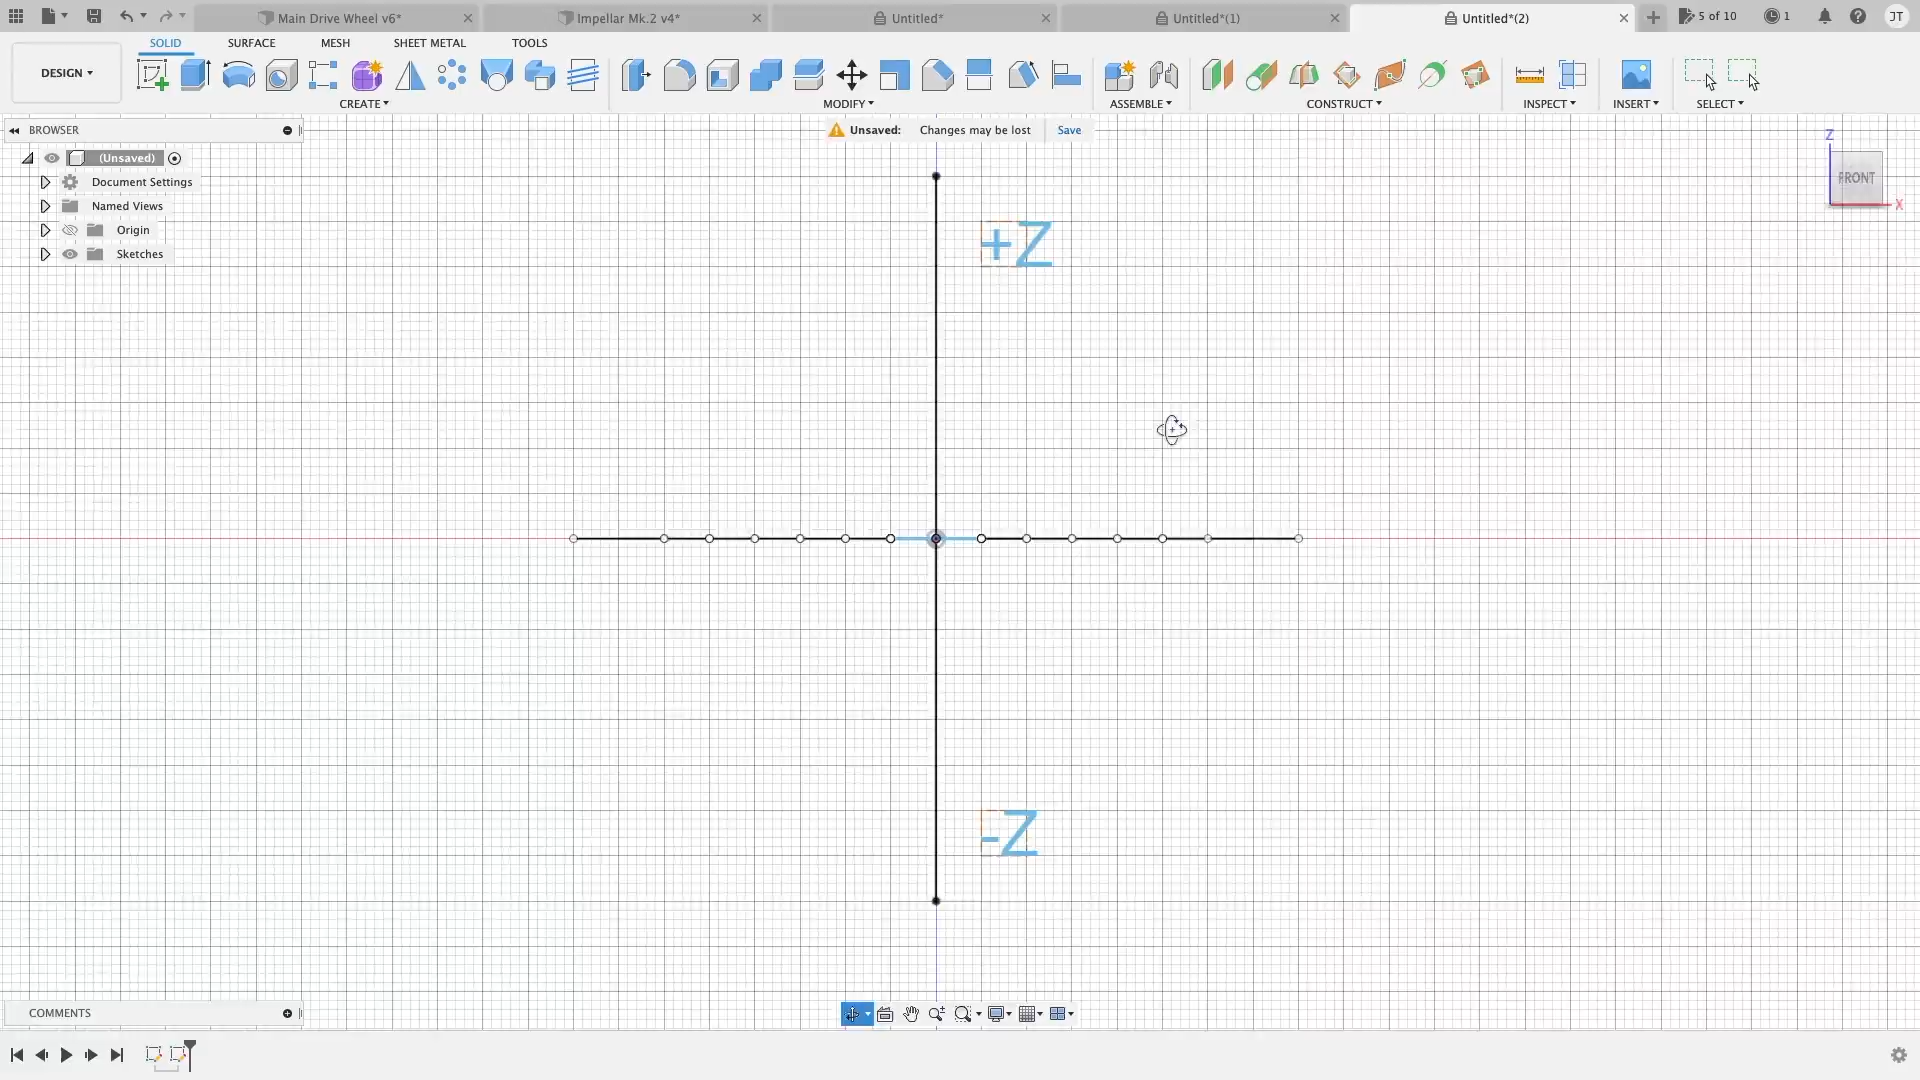 Main Drive Wheel v6*
Impellar Mk.2 v4*
Untitled*
Untitled*(1)
Untitled*(2)
5 of 10
1
JT
DESIGN
SOLID
SURFACE
MESH
SHEET METAL
TOOLS
CREATE
MODIFY
ASSEMBLE
CONSTRUCT
INSPECT
INSERT
SELECT
BROWSER
Unsaved: Changes may be lost
Save
(Unsaved)
Document Settings
Named Views
Origin
Sketches
Z
FRONT
X
+Z
-Z
COMMENTS